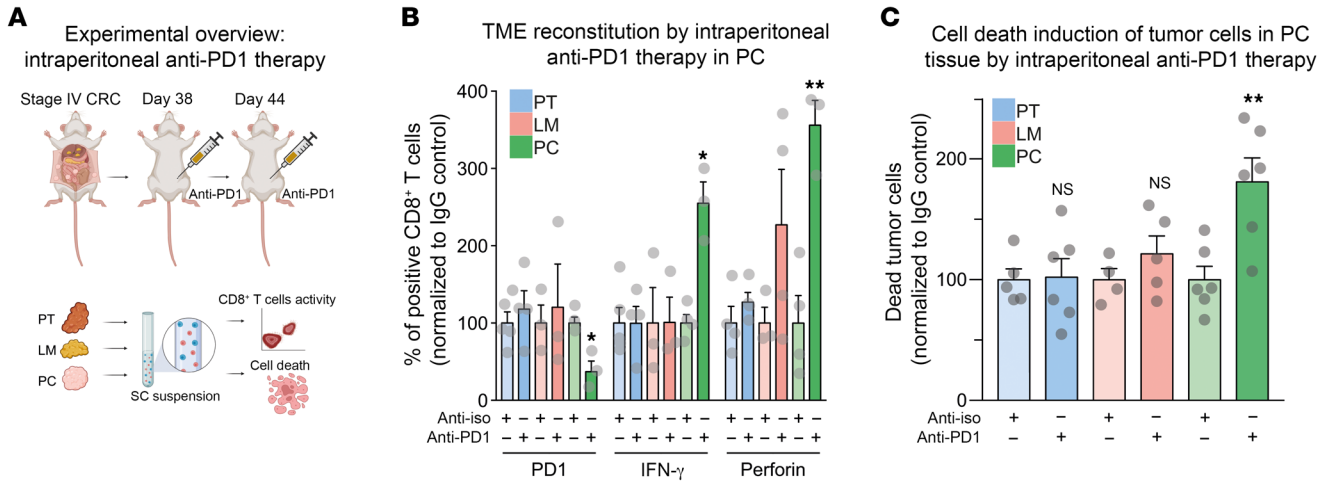 A
Experimental overview:
intraperitoneal anti-PD1 therapy
Stage IV CRC
Day 38
Day 44
Anti-PD1
Anti-PD1
PT
LM
PC
SC suspension
CD8⁺ T cells activity
Cell death
B
TME reconstitution by intraperitoneal
anti-PD1 therapy in PC
% of positive CD8⁺ T cells
(normalized to IgG control)
400
300
200
100
0
PT
LM
PC
*
*
**
Anti-iso + – + – + – + – + – + – + – + – + –
Anti-PD1 – + – + – + – + – + – + – + – + – +
PD1
IFN-γ
Perforin
C
Cell death induction of tumor cells in PC
tissue by intraperitoneal anti-PD1 therapy
Dead tumor cells
(normalized to IgG control)
200
100
0
PT
LM
PC
NS
NS
**
Anti-iso + – + – + –
Anti-PD1 – + – + – +